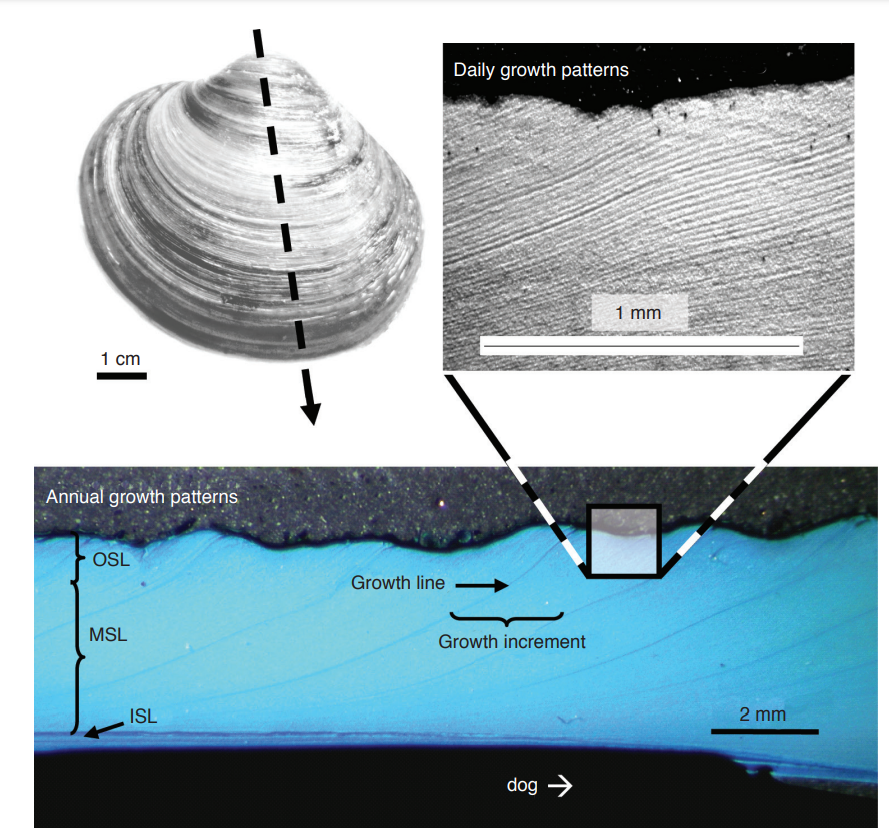 Daily growth patterns
1 mm
1 cm
Annual growth patterns
OSL
Growth line
MSL
Growth increment
ISL
2 mm
dog